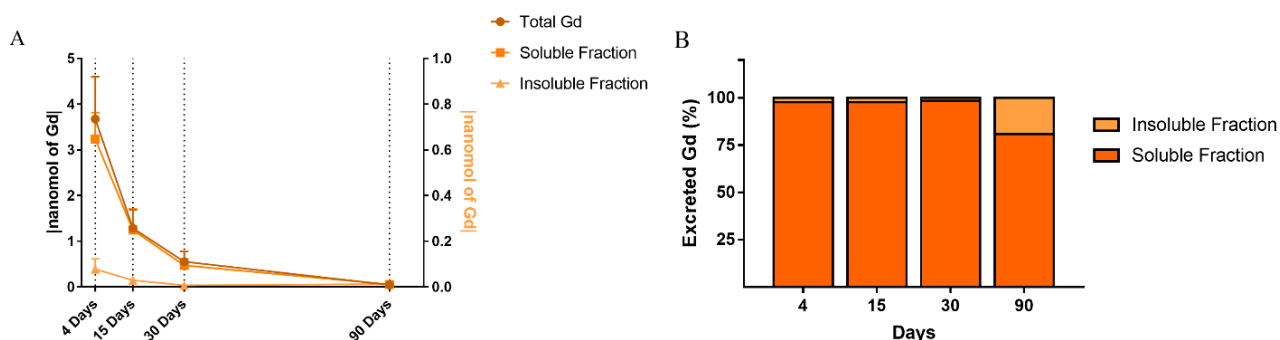 A
Total Gd
Soluble Fraction
Insoluble Fraction
5
4
3
2
1
0
|nanomol of Gd|
1.0
0.8
0.6
0.4
0.2
0.0
|nanomol of Gd|
4 Days
15 Days
30 Days
90 Days
B
100
75
50
25
Excreted Gd (%)
4
15
30
90
Days
Insoluble Fraction
Soluble Fraction